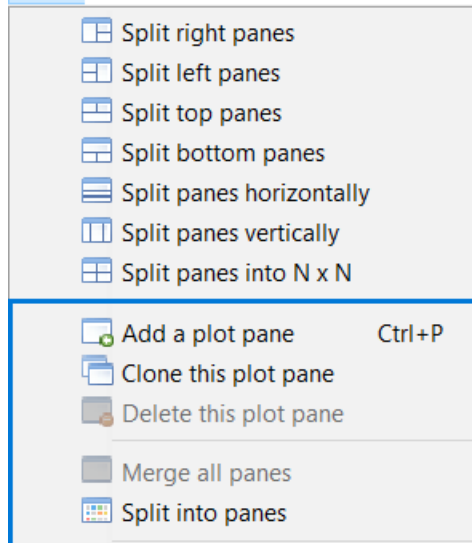 Split right panes
Split left panes
Split top panes
Split bottom panes
Split panes horizontally
Split panes vertically
Split panes into N x N
Add a plot pane Ctrl+P
Clone this plot pane
Delete this plot pane
Merge all panes
Split into panes